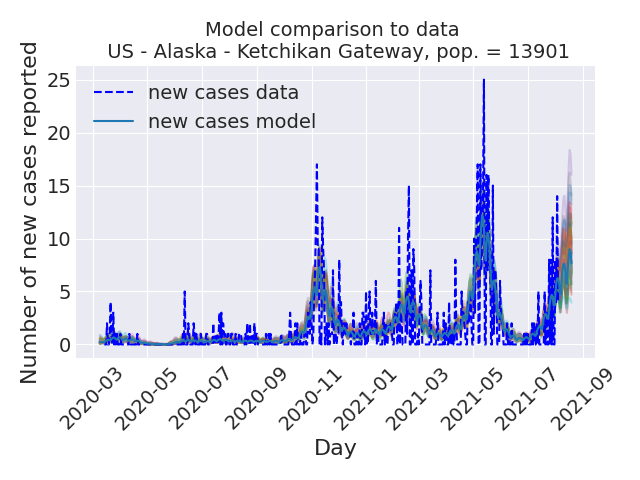 Model comparison to data
US - Alaska - Ketchikan Gateway, pop. = 13901
Number of new cases reported
25
20
15
10
5
0
new cases data
new cases model
2020-03
2020-05
2020-07
2020-09
2020-11
2021-01
2021-03
2021-05
2021-07
2021-09
Day